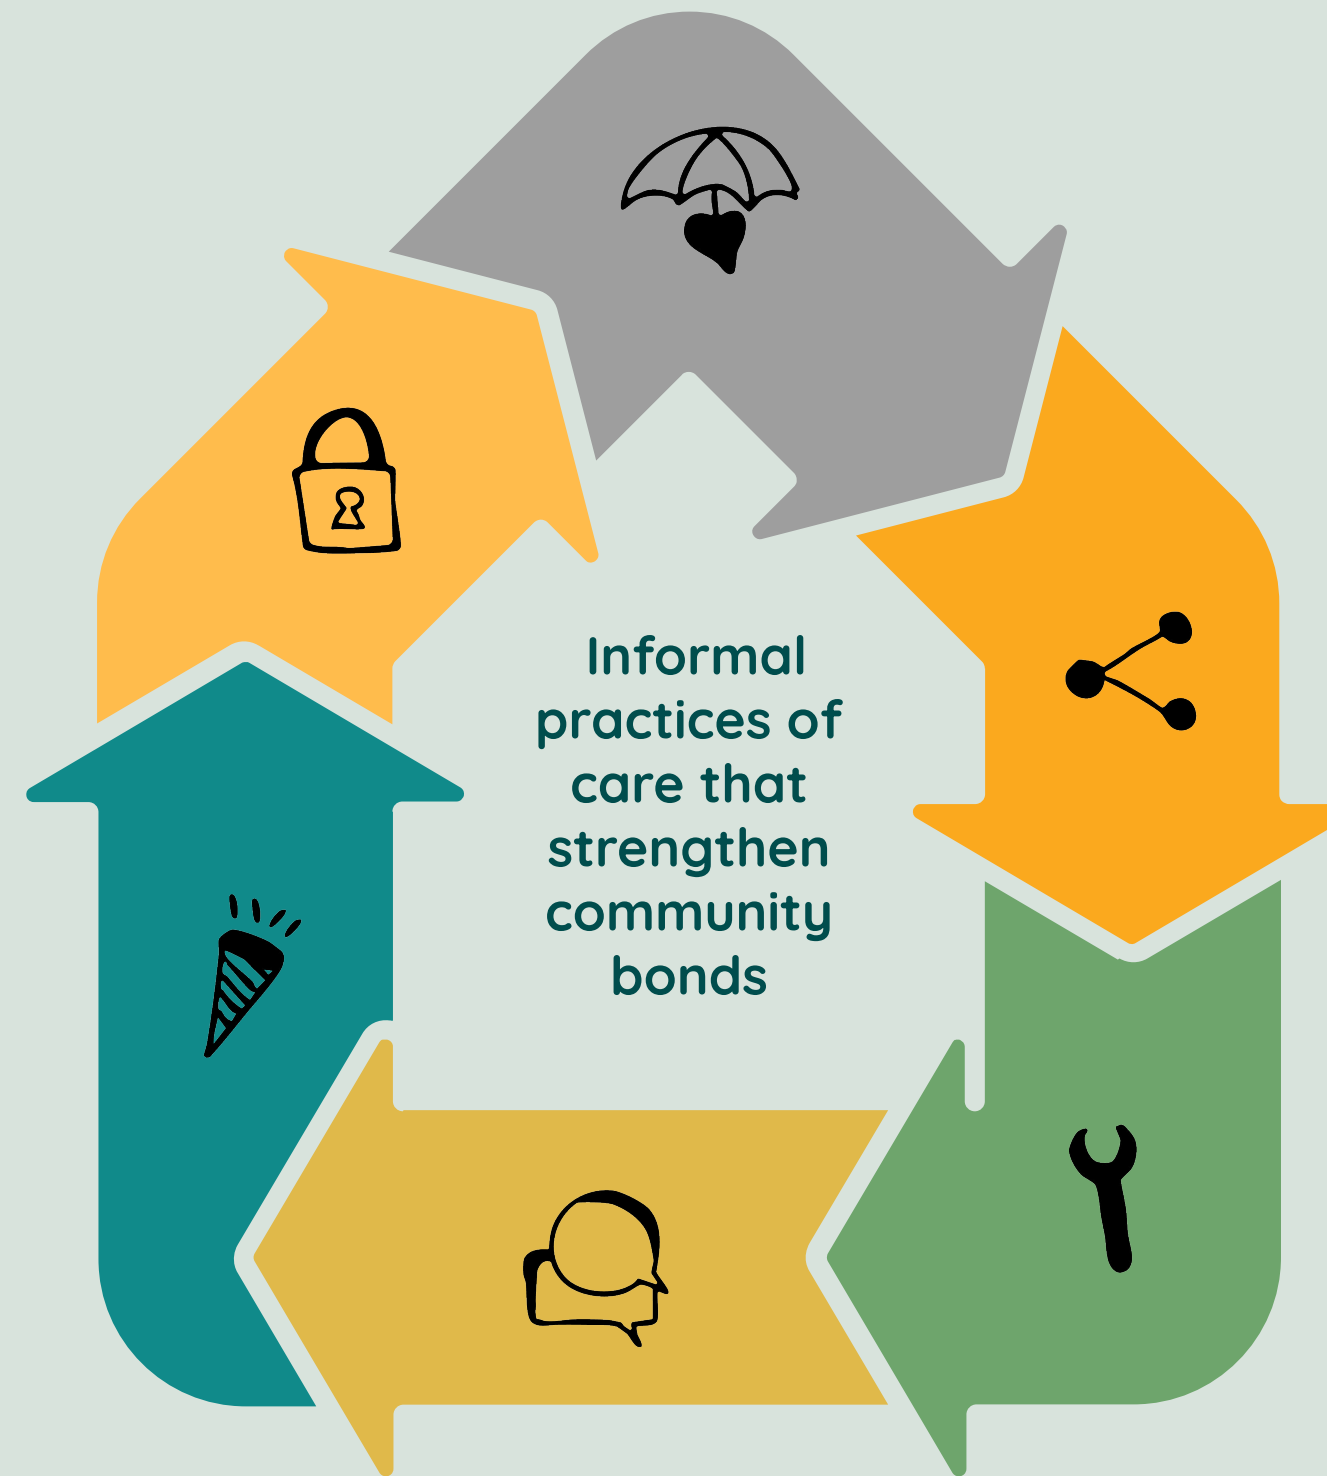 Informal
practices of
care that
strengthen
community
bonds